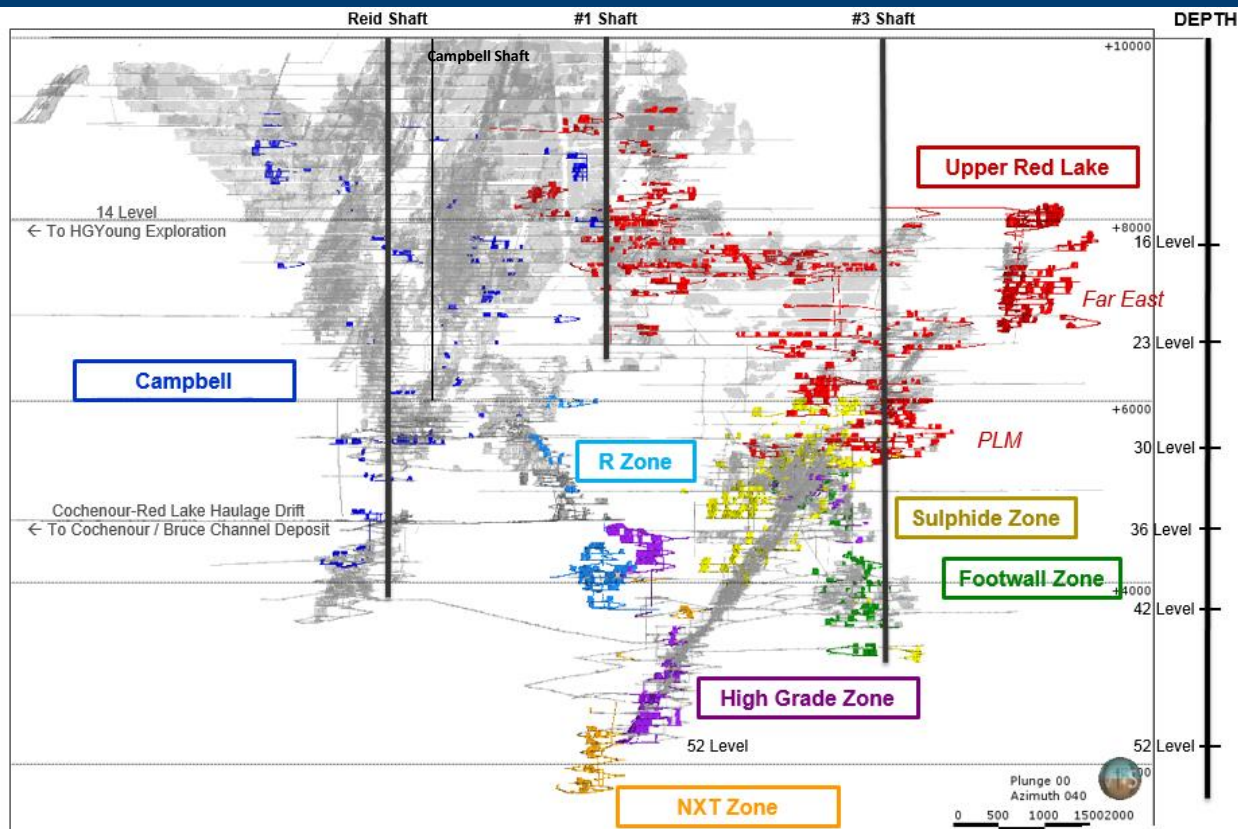 Reid Shaft
#1 Shaft
#3 Shaft
DEPTH
Campbell Shaft
+10000
Upper Red Lake
14 Level
← To HGYoung Exploration
+8000
16 Level
Far East
23 Level
Campbell
+6000
PLM
30 Level
R Zone
Cochenour-Red Lake Haulage Drift
← To Cochenour / Bruce Channel Deposit
Sulphide Zone
36 Level
Footwall Zone
+4000
42 Level
High Grade Zone
52 Level
52 Level
Plunge 00
Azimuth 040
0 500 1000 1500 2000
NXT Zone